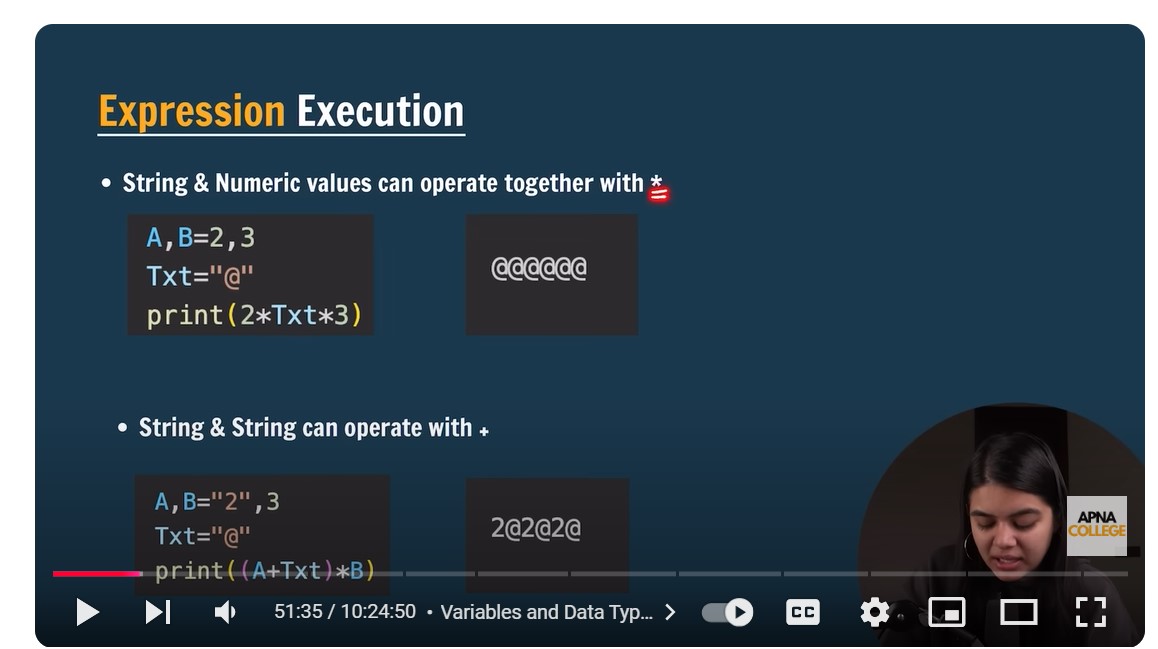 Expression Execution
• String & Numeric values can operate together with *
A,B=2,3
Txt="@"
print(2*Txt*3)
@@@@@@
• String & String can operate with +
A,B="2",3
Txt="@"
print((A+Txt)*B)
2@2@2@
APNA
COLLEGE
51:35 / 10:24:50 • Variables and Data Typ...
CC